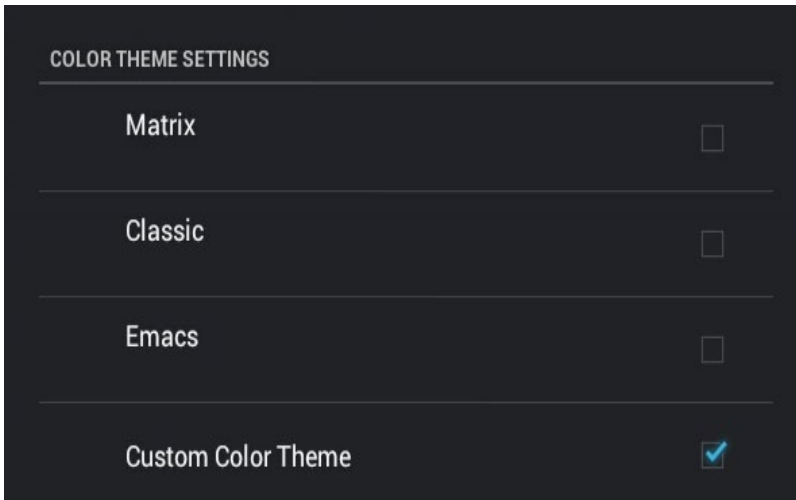 COLOR THEME SETTINGS
Matrix
Classic
Emacs
Custom Color Theme